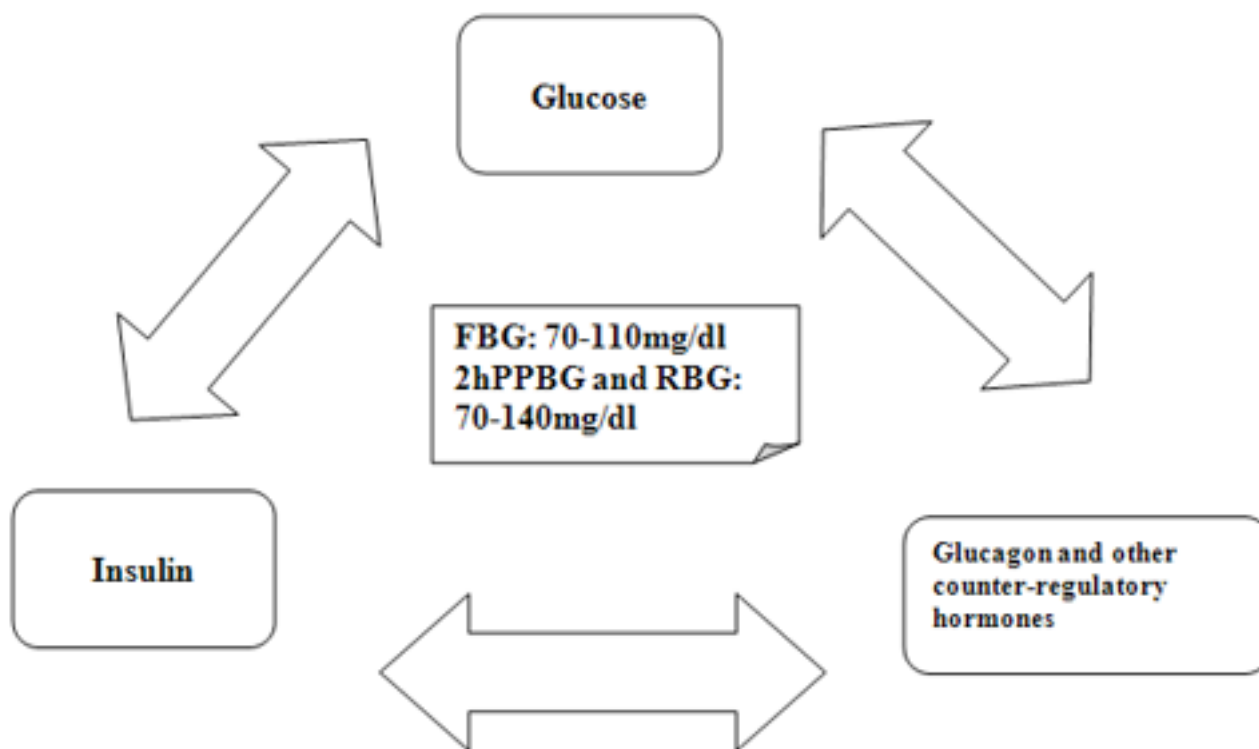 Glucose
FBG: 70-110mg/dl
2hPPBG and RBG:
70-140mg/dl
Insulin
Glucagon and other
counter-regulatory
hormones